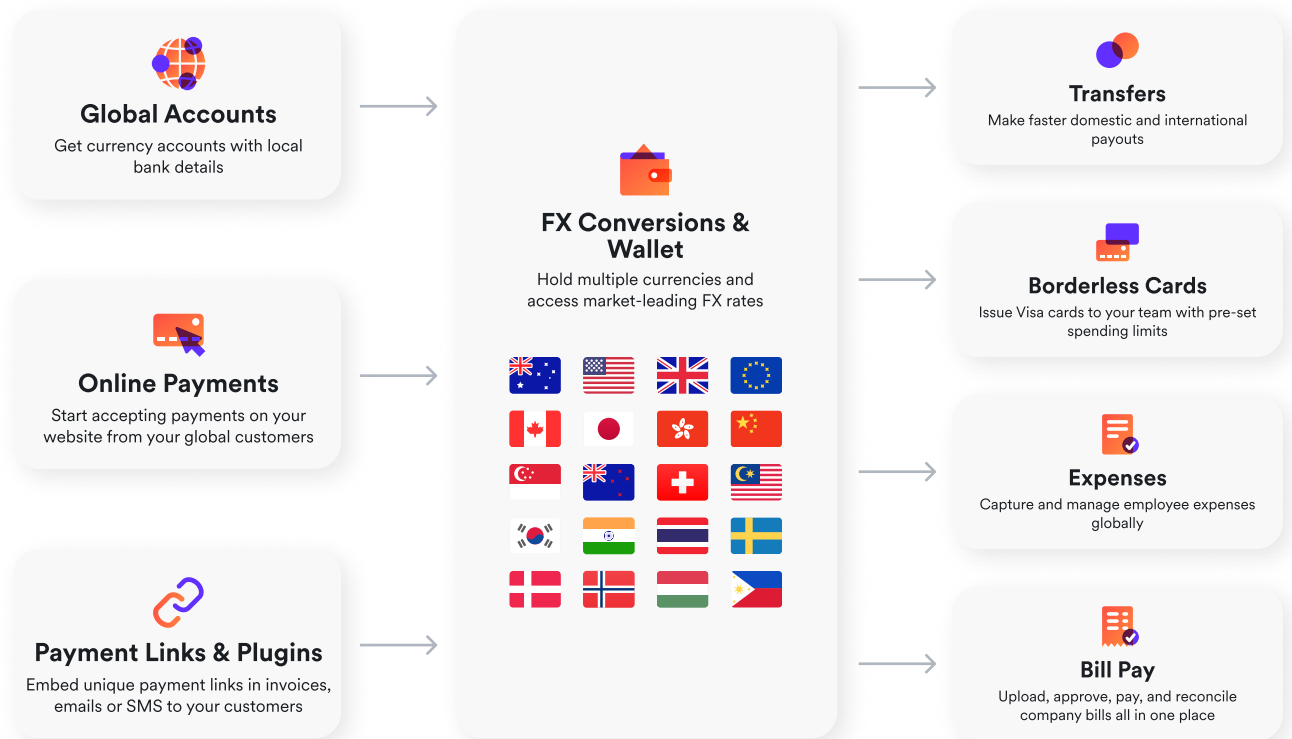 Global Accounts
Get currency accounts with local
bank details
Online Payments
Start accepting payments on your
website from your global customers
Payment Links & Plugins
Embed unique payment links in invoices,
emails or SMS to your customers
FX Conversions &
Wallet
Hold multiple currencies and
access market-leading FX rates
Transfers
Make faster domestic and international
payouts
Borderless Cards
Issue Visa cards to your team with pre-set
spending limits
Expenses
Capture and manage employee expenses
globally
Bill Pay
Upload, approve, pay, and reconcile
company bills all in one place